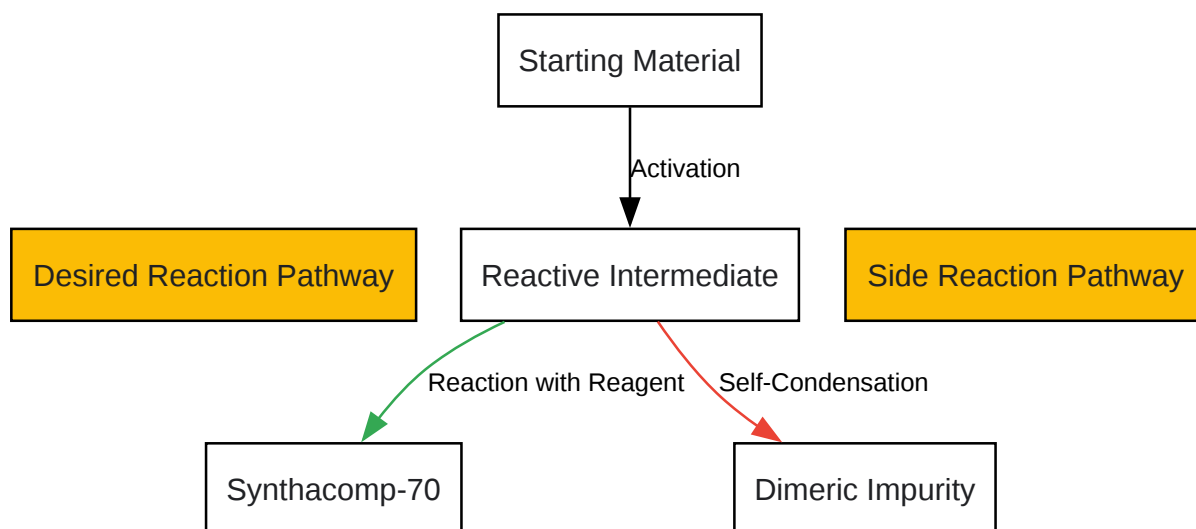 Starting Material
Activation
Desired Reaction Pathway
Reactive Intermediate
Side Reaction Pathway
Reaction with Reagent
Self-Condensation
Synthacomp-70
Dimeric Impurity